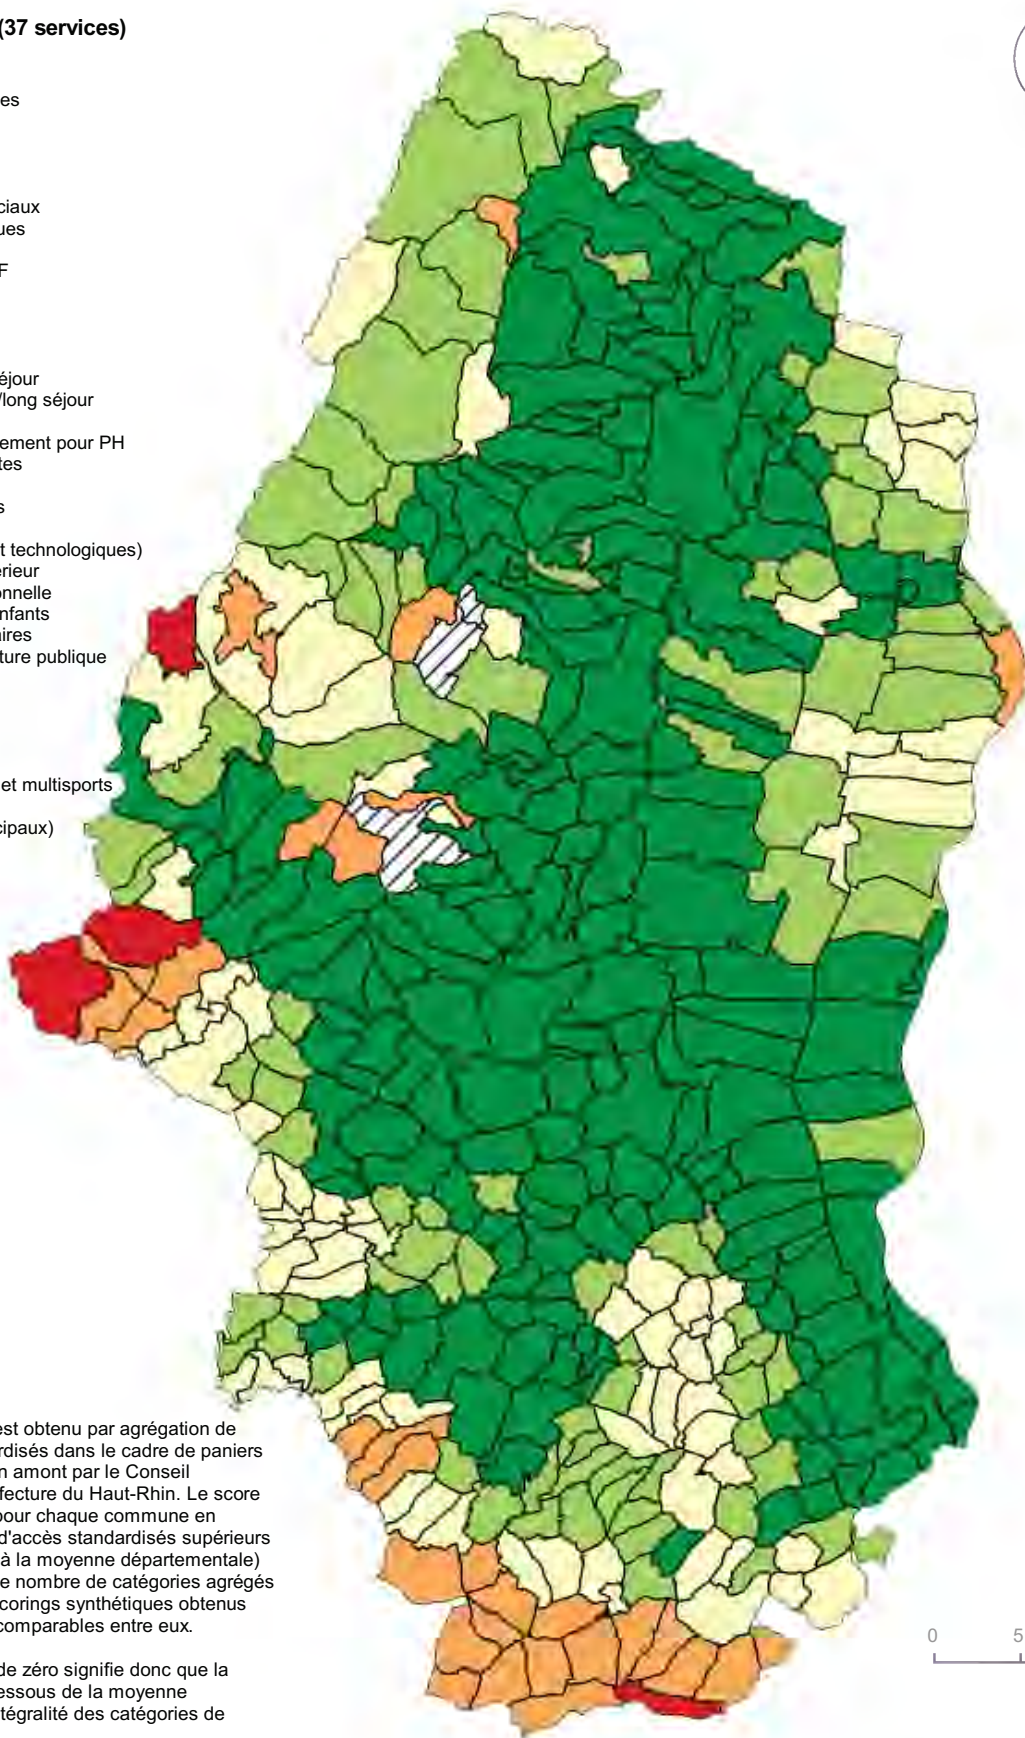 (37 services)
es
ciaux
ues
F
éjour
/long séjour
ement pour PH
tes
s
t technologiques)
érieur
onnelle
nfants
aires
ture publique
et multisports
cipaux)
est obtenu par agrégation de
rdisés dans le cadre de paniers
n amont par le Conseil
fecture du Haut-Rhin. Le score
pour chaque commune en
d'accès standardisés supérieurs
à la moyenne départementale)
e nombre de catégories agrégés
corings synthétiques obtenus
comparables entre eux.
de zéro signifie donc que la
essous de la moyenne
ntégralité des catégories de
0 5